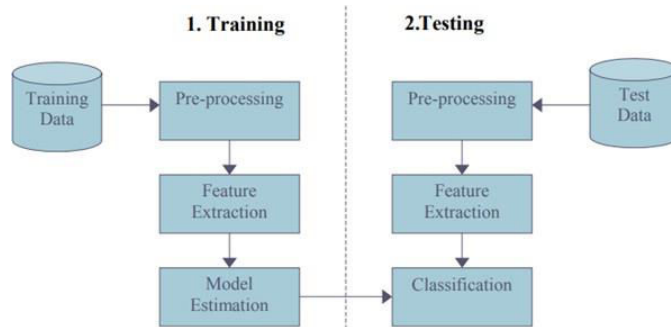 1. Training
2.Testing
Training
Data
Pre-processing
Pre-processing
Test
Data
Feature
Extraction
Feature
Extraction
Model
Estimation
Classification